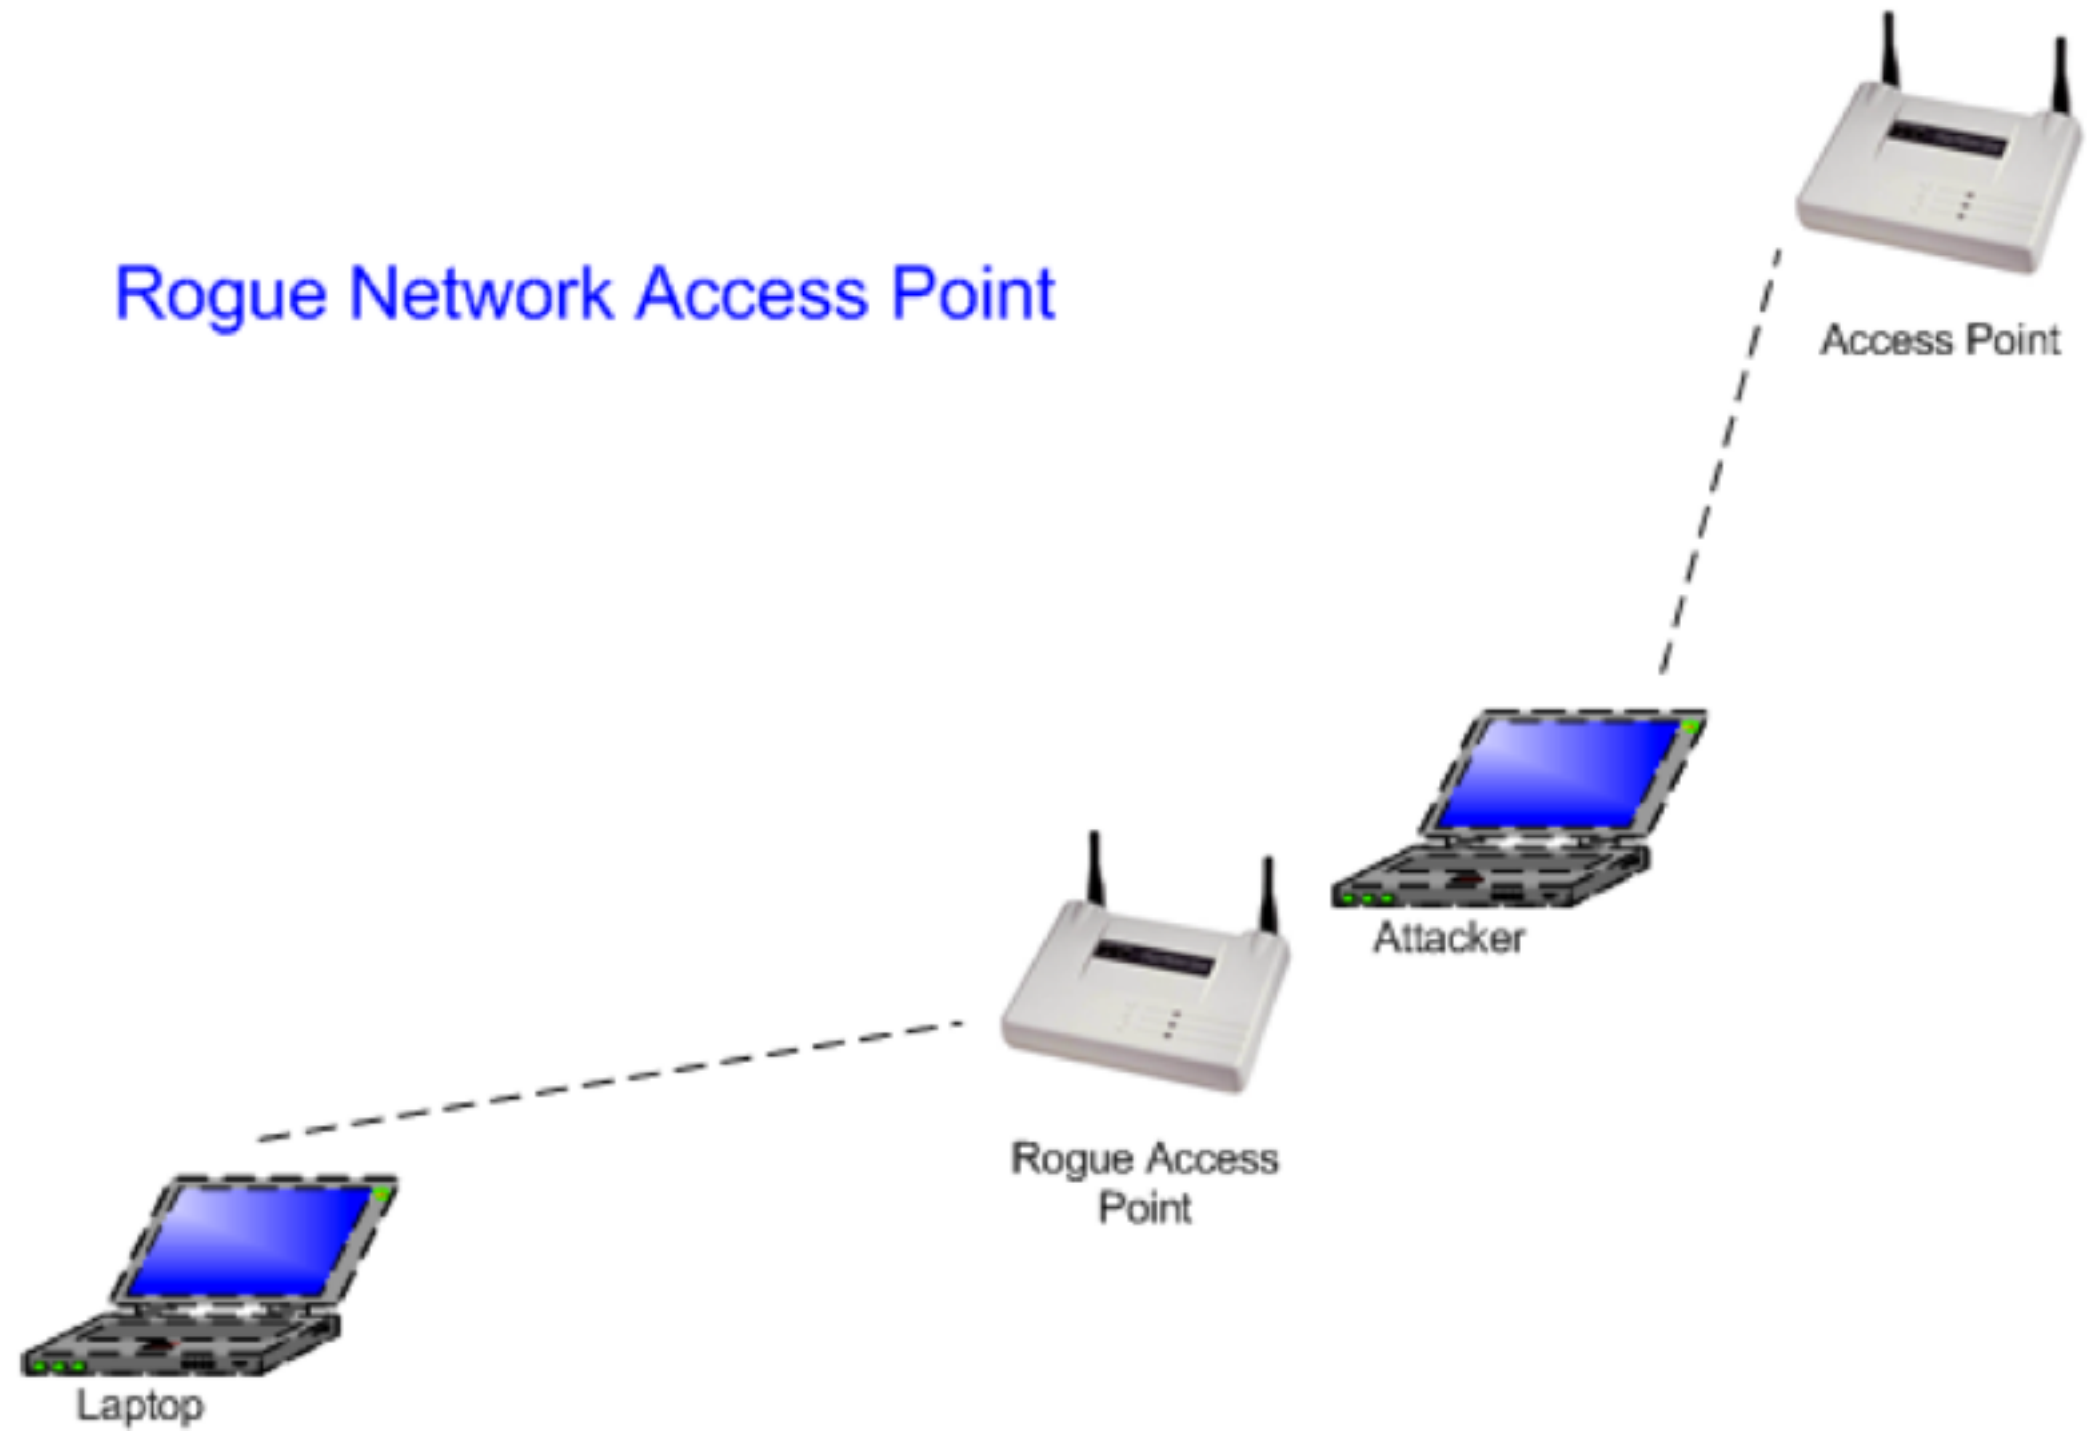 Rogue Network Access Point
Access Point
Attacker
Rogue Access
Point
Laptop